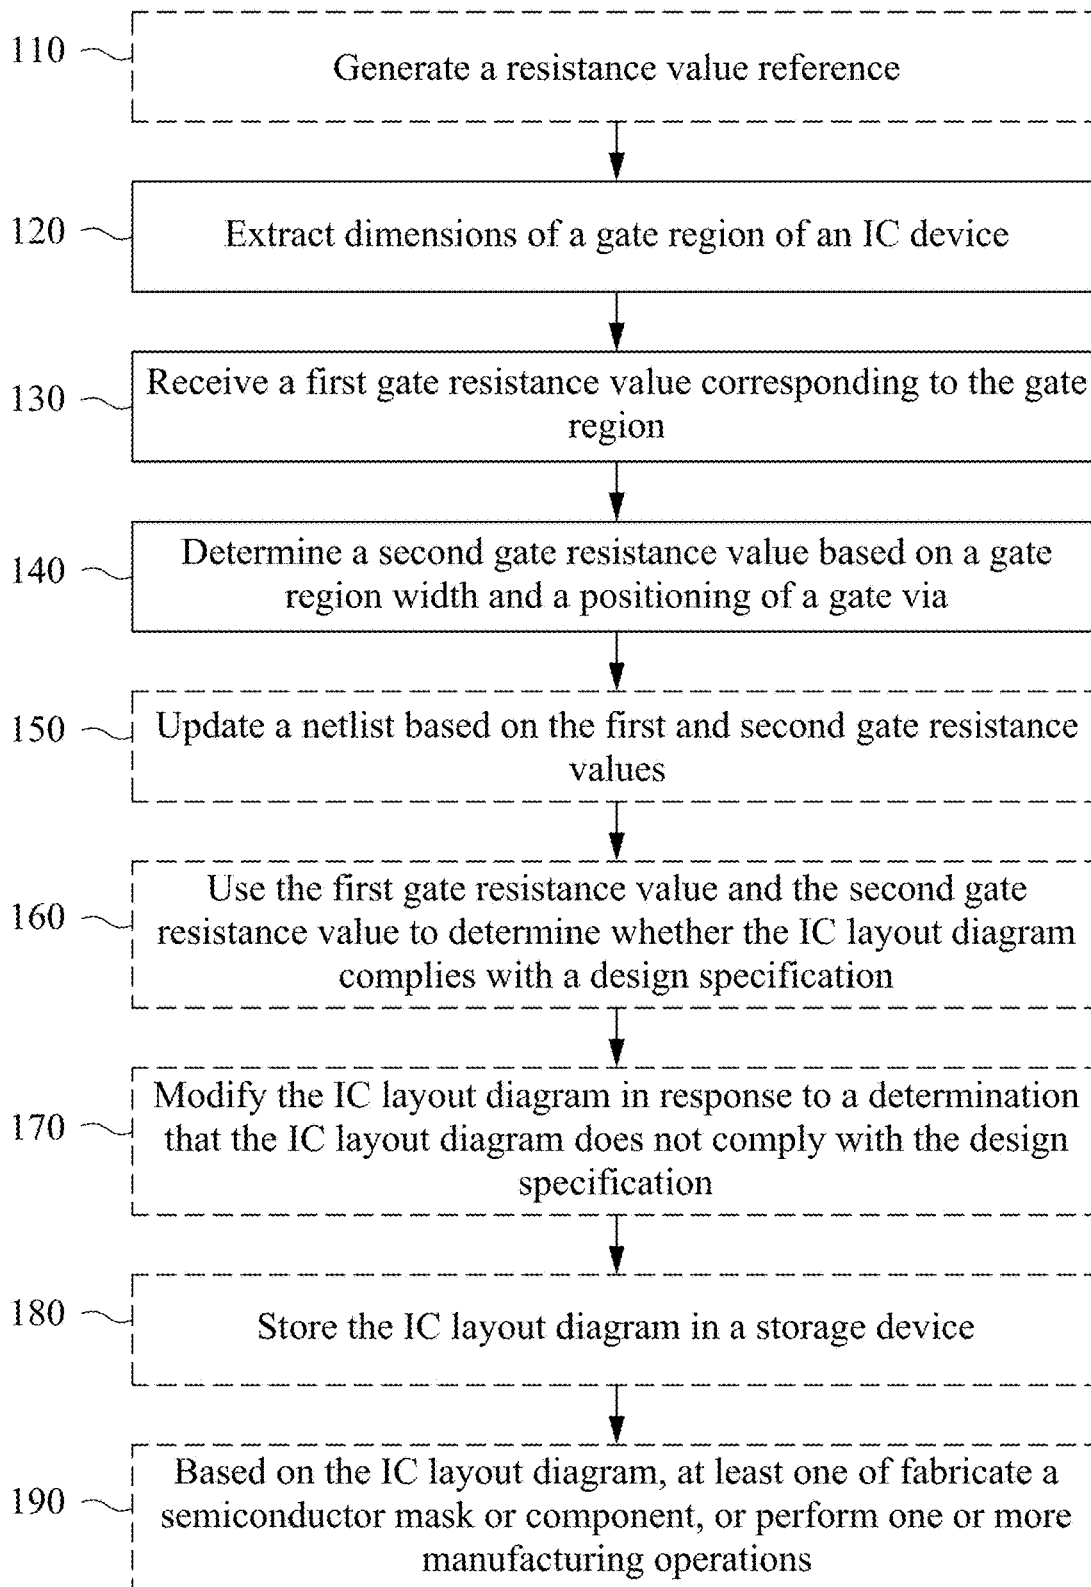 110
Generate a resistance value reference
120
Extract dimensions of a gate region of an IC device
130
Receive a first gate resistance value corresponding to the gate
region
140
Determine a second gate resistance value based on a gate
region width and a positioning of a gate via
150
Update a netlist based on the first and second gate resistance
values
160
Use the first gate resistance value and the second gate
resistance value to determine whether the IC layout diagram
complies with a design specification
170
Modify the IC layout diagram in response to a determination
that the IC layout diagram does not comply with the design
specification
180
Store the IC layout diagram in a storage device
190
Based on the IC layout diagram, at least one of fabricate a
semiconductor mask or component, or perform one or more
manufacturing operations